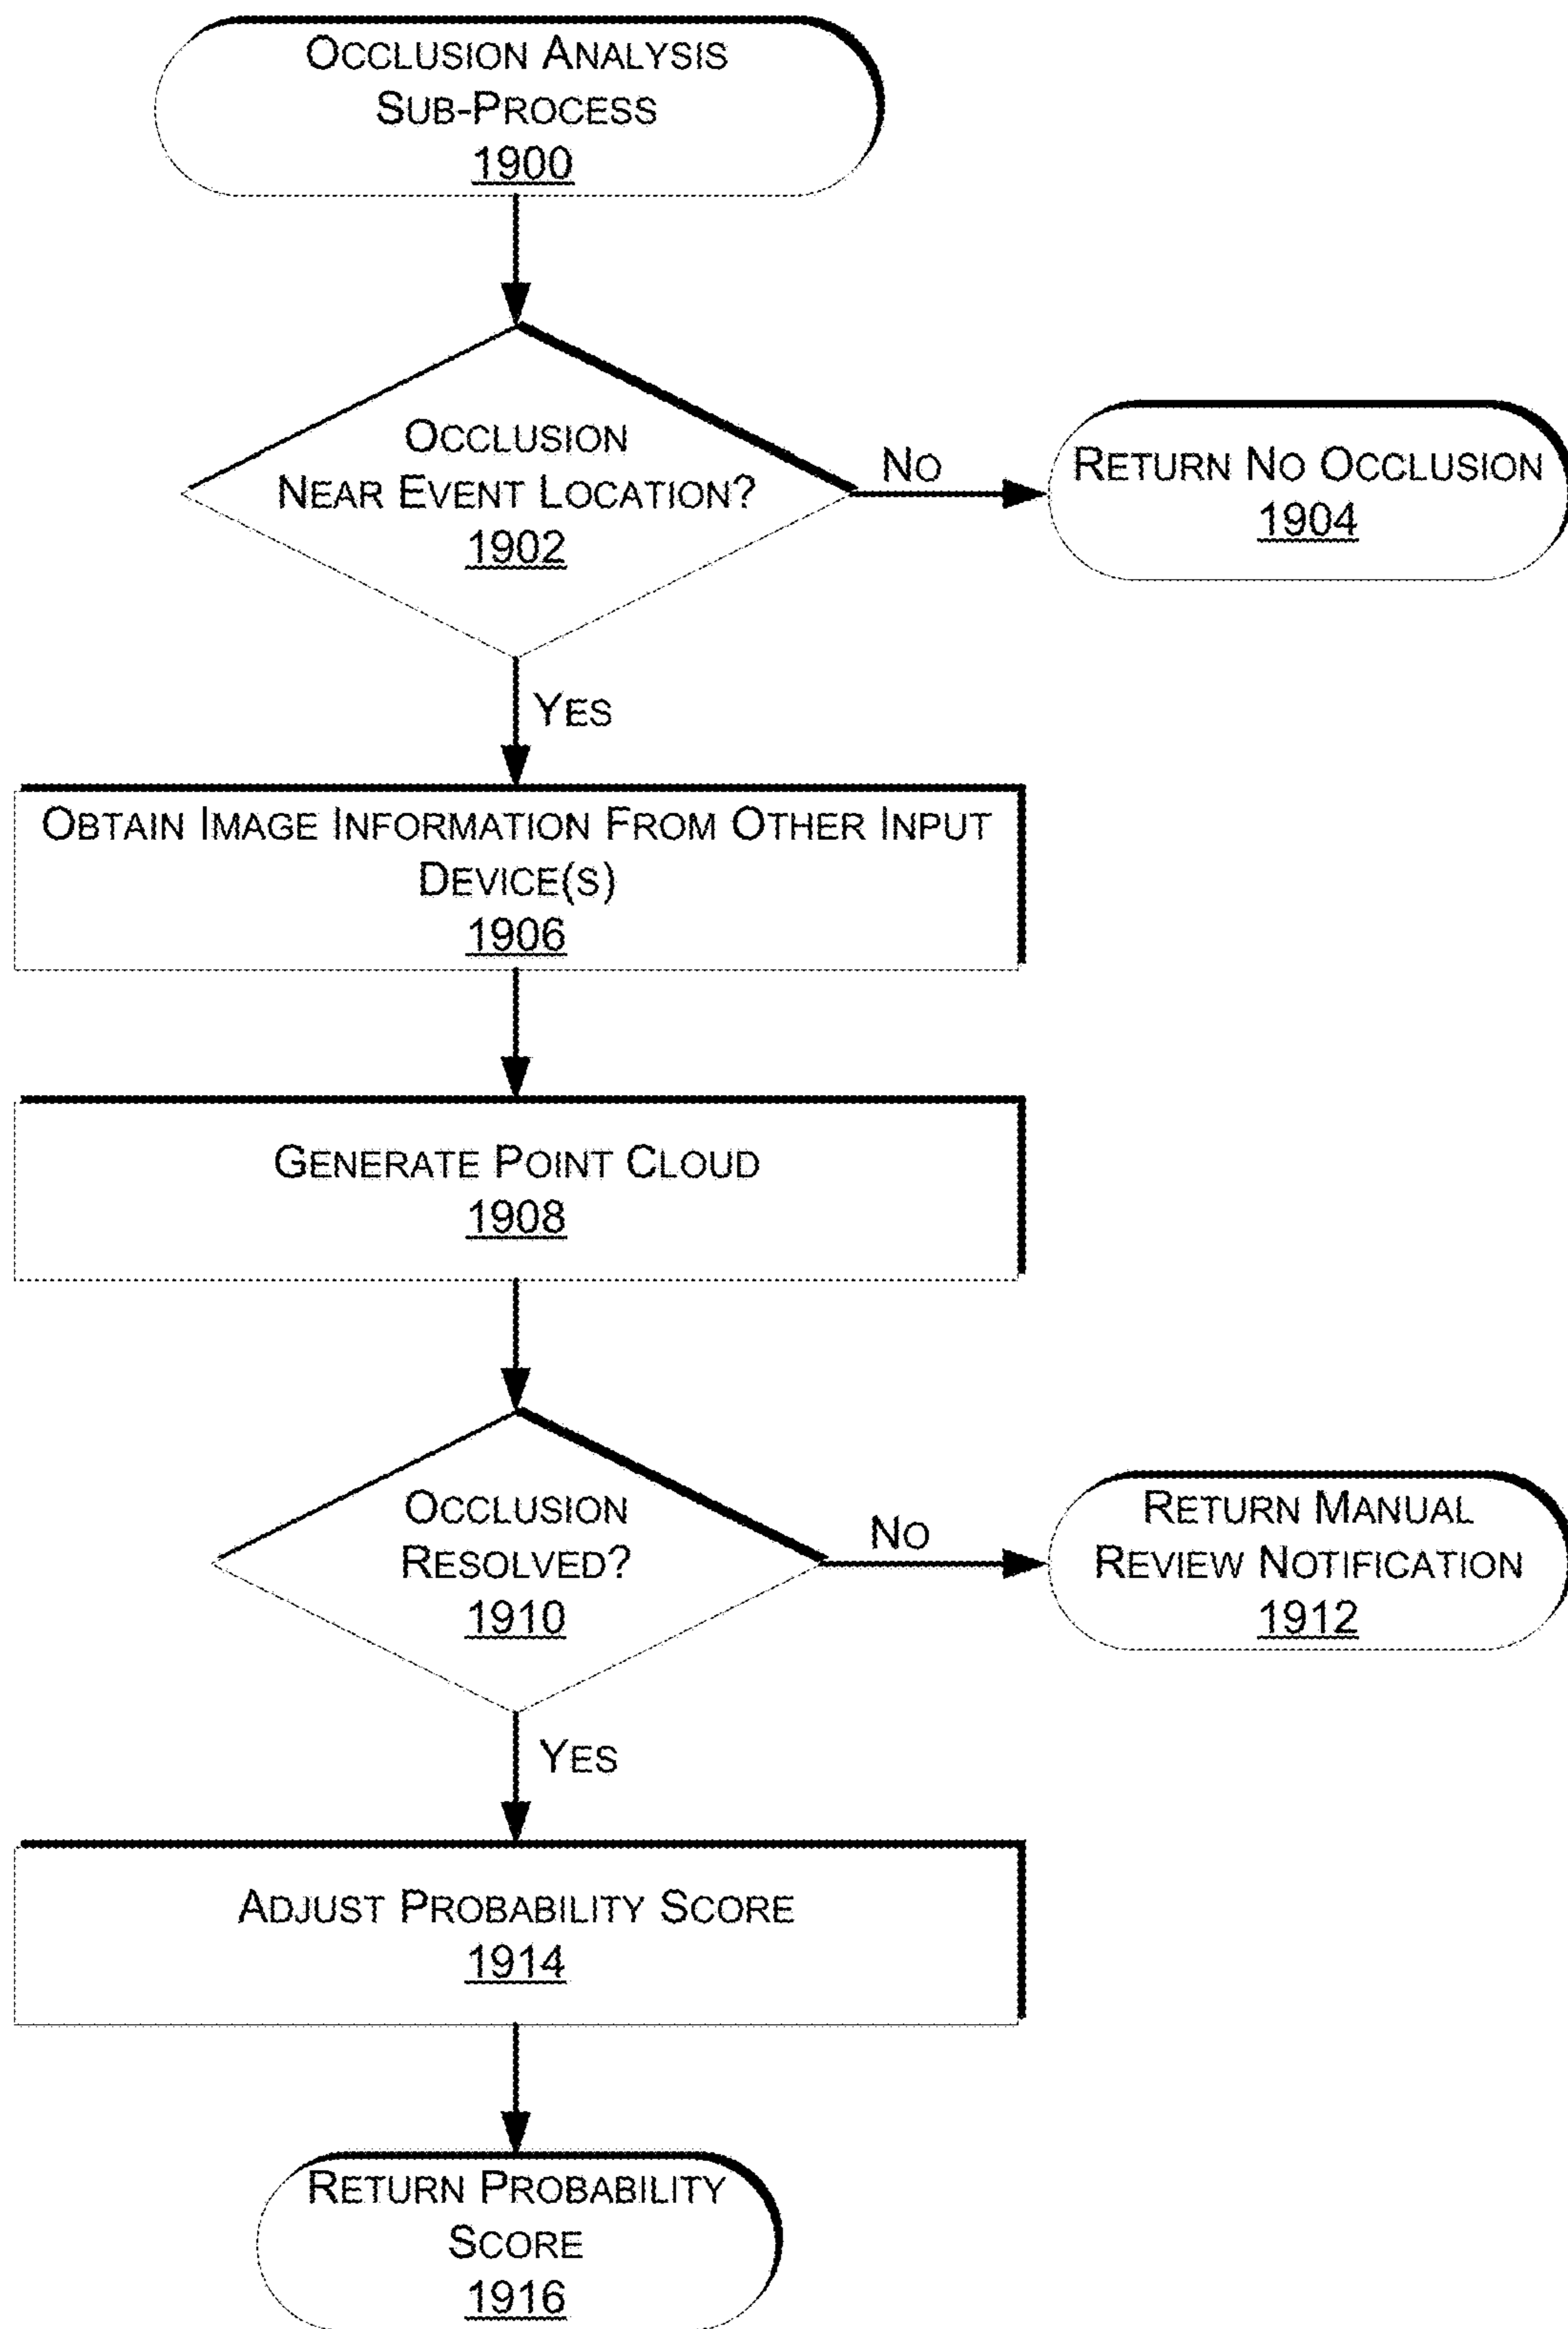 OCCLUSION ANALYSIS
SUB-PROCESS
1900
OCCLUSION
NEAR EVENT LOCATION?
1902
NO
RETURN NO OCCLUSION
1904
YES
OBTAIN IMAGE INFORMATION FROM OTHER INPUT
DEVICE(S)
1906
GENERATE POINT CLOUD
1908
OCCLUSION
RESOLVED?
1910
NO
RETURN MANUAL
REVIEW NOTIFICATION
1912
YES
ADJUST PROBABILITY SCORE
1914
RETURN PROBABILITY
SCORE
1916